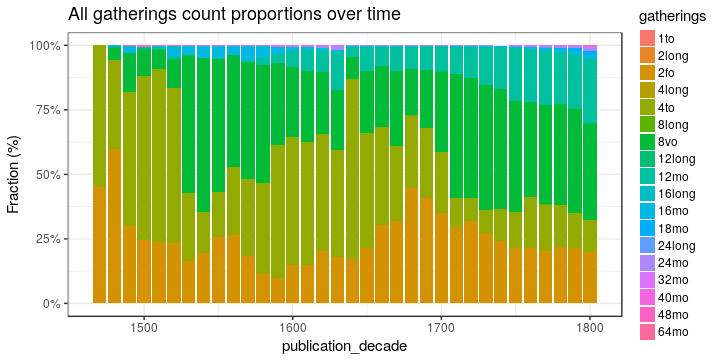 All gatherings count proportions over time
gatherings
1to
2long
2fo
4long
4to
8long
8vo
12long
12mo
16long
16mo
18mo
24long
24mo
32mo
40mo
48mo
64mo
Fraction (%)
100%
75%
50%
25%
0%
1500
1600
1700
1800
publication_decade